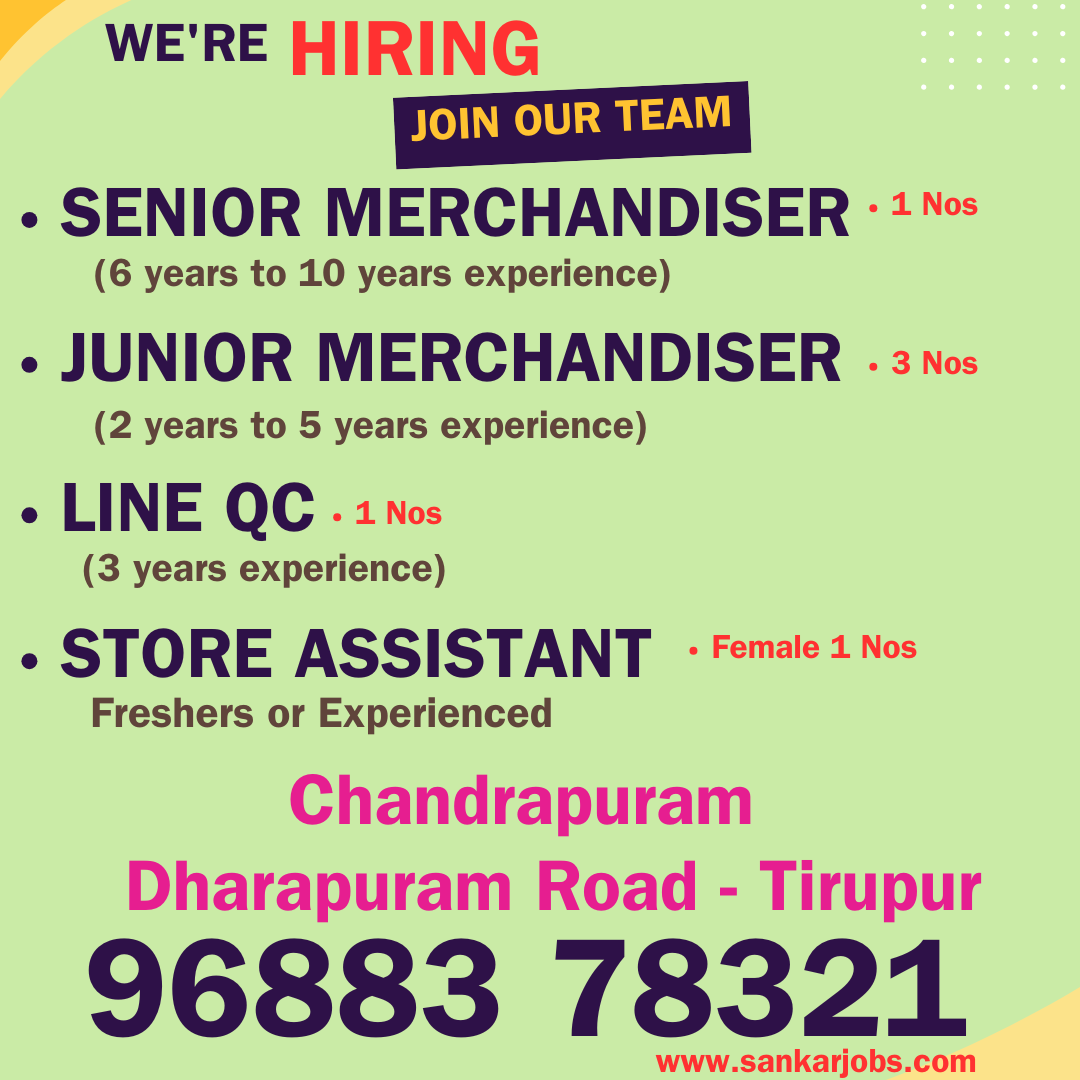 WE'RE HIRING
JOIN OUR TEAM
• SENIOR MERCHANDISER • 1 Nos
(6 years to 10 years experience)
• JUNIOR MERCHANDISER • 3 Nos
(2 years to 5 years experience)
• LINE QC • 1 Nos
(3 years experience)
• STORE ASSISTANT • Female 1 Nos
Freshers or Experienced
Chandrapuram
Dharapuram Road - Tirupur
96883 78321
www.sankarjobs.com